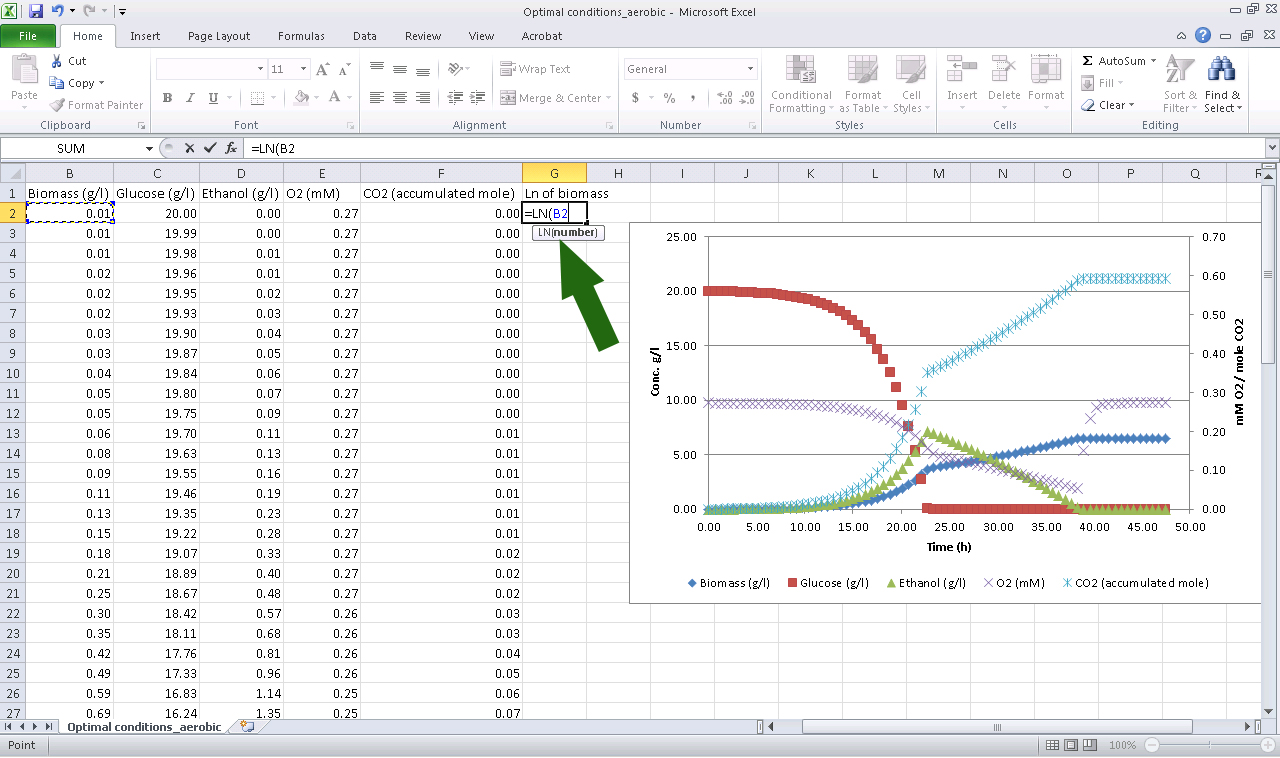 Optimal conditions_aerobic - Microsoft Excel
File Home Insert Page Layout Formulas Data Review View Acrobat
Paste
Cut
Copy
Format Painter
Clipboard
11
B I U
Font
Wrap Text
Merge & Center
Alignment
General
Number
Conditional Formatting
Format as Table
Cell Styles
Styles
Insert
Delete
Format
Cells
AutoSum
Fill
Clear
Sort & Filter
Find & Select
Editing
SUM =LN(B2
B C D E F G H I J K L M N O P Q R
1 Biomass (g/l) Glucose (g/l) Ethanol (g/l) O2 (mM) CO2 (accumulated mole) Ln of biomass
2 0.01 20.00 0.00 0.27 0.00 =LN(B2
LN(number)
3 0.01 19.99 0.00 0.27 0.00
4 0.01 19.98 0.01 0.27 0.00
5 0.02 19.96 0.01 0.27 0.00
6 0.02 19.95 0.02 0.27 0.00
7 0.02 19.93 0.03 0.27 0.00
8 0.03 19.90 0.04 0.27 0.00
9 0.03 19.87 0.05 0.27 0.00
10 0.04 19.84 0.06 0.27 0.00
11 0.05 19.80 0.07 0.27 0.00
12 0.05 19.75 0.09 0.27 0.00
13 0.06 19.70 0.11 0.27 0.01
14 0.08 19.63 0.13 0.27 0.01
15 0.09 19.55 0.16 0.27 0.01
16 0.11 19.46 0.19 0.27 0.01
17 0.13 19.35 0.23 0.27 0.01
18 0.15 19.22 0.28 0.27 0.01
19 0.18 19.07 0.33 0.27 0.02
20 0.21 18.89 0.40 0.27 0.02
21 0.25 18.67 0.48 0.27 0.02
22 0.30 18.42 0.57 0.26 0.03
23 0.35 18.11 0.68 0.26 0.03
24 0.42 17.76 0.81 0.26 0.04
25 0.49 17.33 0.96 0.26 0.05
26 0.59 16.83 1.14 0.25 0.06
27 0.69 16.24 1.35 0.25 0.07
Conc. g/l
25.00
20.00
15.00
10.00
5.00
0.00
0.70
0.60
0.50
0.40
0.30
0.20
0.10
0.00
mM O2 / mole CO2
0.00 5.00 10.00 15.00 20.00 25.00 30.00 35.00 40.00 45.00 50.00
Time (h)
Biomass (g/l) Glucose (g/l) Ethanol (g/l) O2 (mM) CO2 (accumulated mole)
Optimal conditions_aerobic
Point 100%